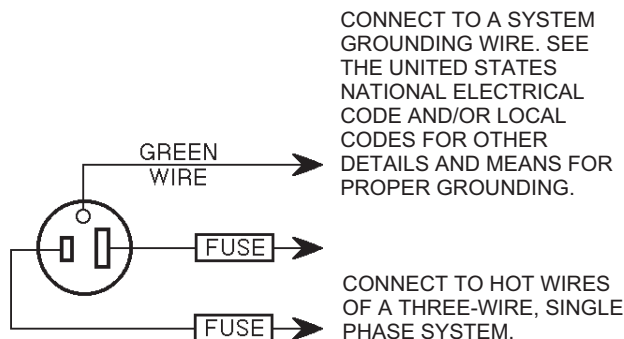 CONNECT TO A SYSTEM
GROUNDING WIRE. SEE
THE UNITED STATES
NATIONAL ELECTRICAL
CODE AND/OR LOCAL
CODES FOR OTHER
DETAILS AND MEANS FOR
PROPER GROUNDING.
GREEN
WIRE
FUSE
CONNECT TO HOT WIRES
OF A THREE-WIRE, SINGLE
PHASE SYSTEM.
FUSE